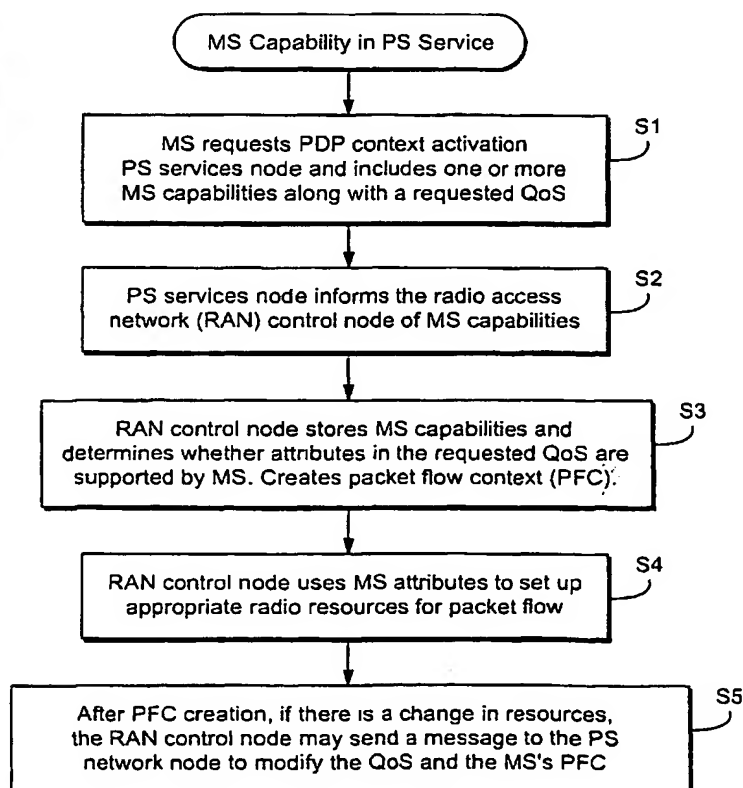 MS Capability in PS Service
S1
MS requests PDP context activation
PS services node and includes one or more
MS capabilities along with a requested QoS
S2
PS services node informs the radio access
network (RAN) control node of MS capabilities
S3
RAN control node stores MS capabilities and
determines whether attributes in the requested QoS are
supported by MS. Creates packet flow context (PFC).
S4
RAN control node uses MS attributes to set up
appropriate radio resources for packet flow
S5
After PFC creation, if there is a change in resources,
the RAN control node may send a message to the PS
network node to modify the QoS and the MS's PFC